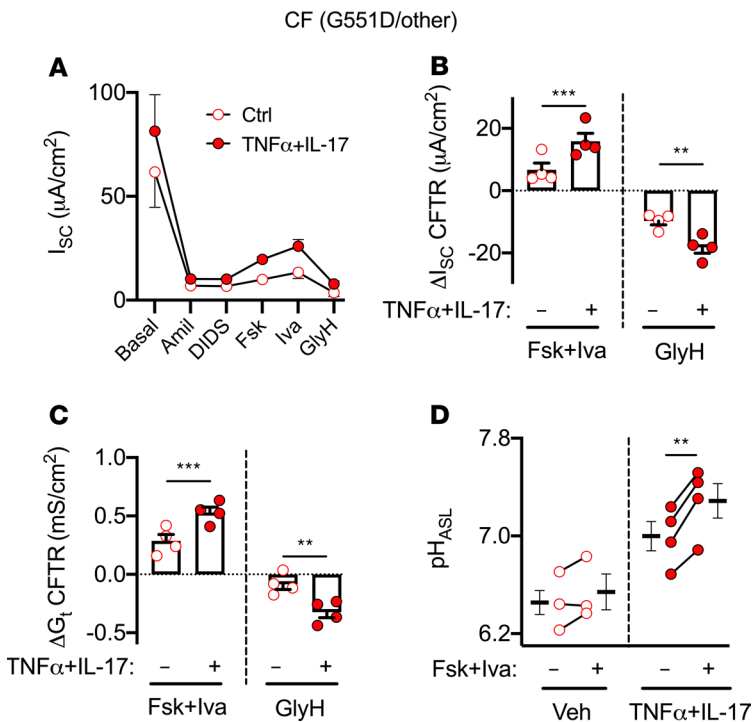 CF (G551D/other)
A
I_SC (µA/cm²)
100
50
0
Ctrl
TNFα+IL-17
Basal
Amil
DIDS
Fsk
Iva
GlyH
B
ΔI_SC CFTR (µA/cm²)
20
0
-20
***
**
TNFα+IL-17: – +
Fsk+Iva GlyH
C
ΔG_t CFTR (mS/cm²)
1.0
0.5
0.0
-0.5
***
**
TNFα+IL-17: – + – +
Fsk+Iva GlyH
D
pH_ASL
7.8
7.0
6.2
**
Fsk+Iva: – + – +
Veh TNFα+IL-17